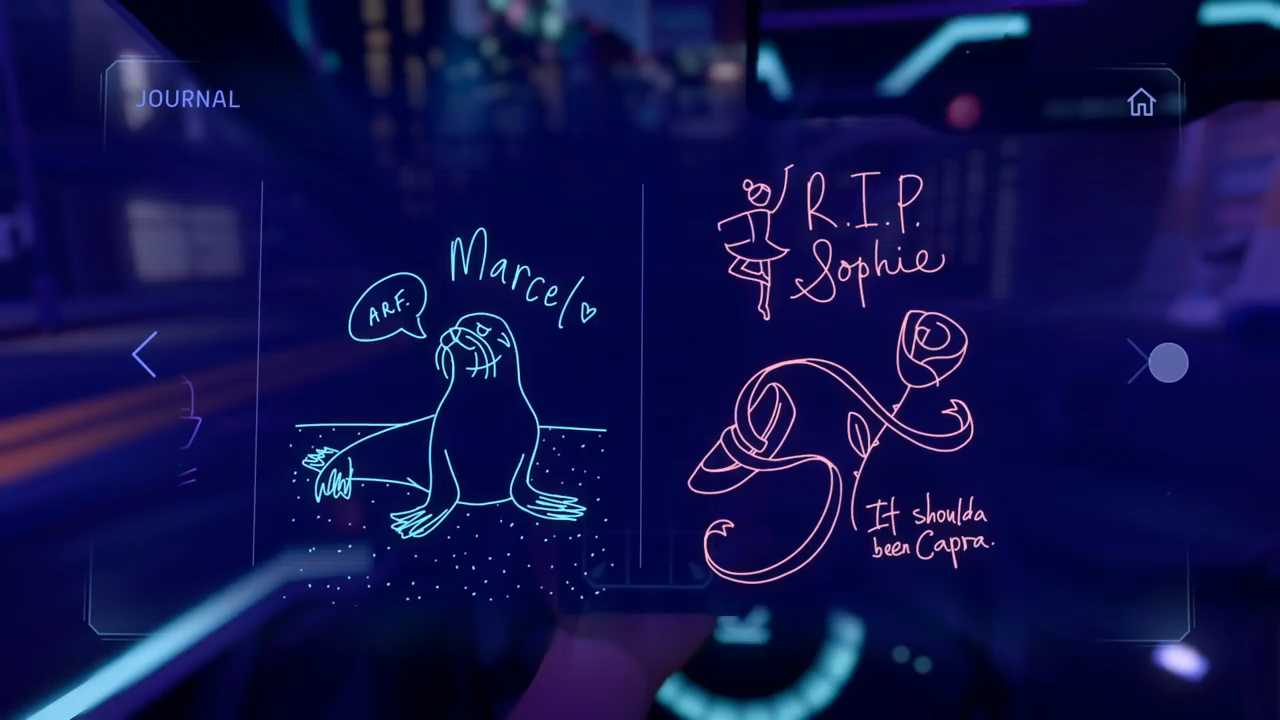 JOURNAL
Marcel
ARF.
R.I.P.
Sophie
It shoulda
been Capra.